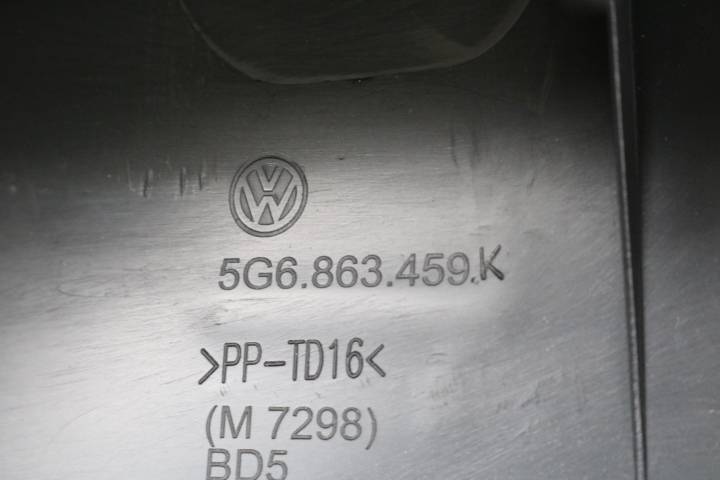 5G6.863.459.K
>PP-TD16<
(M 7298)
BD5